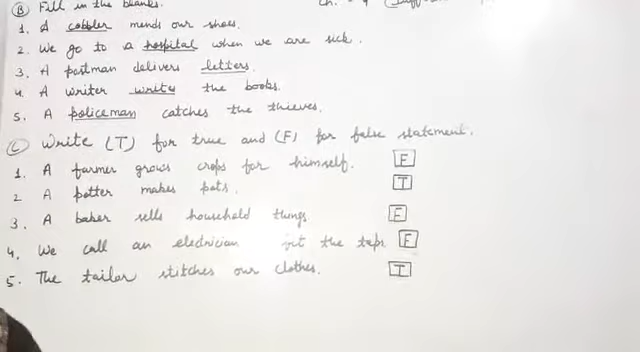 (B) Fill in the blanks. Ch. - 4
1. A cobbler mends our shoes.
2. We go to a hospital when we are sick.
3. A postman delivers letters.
4. A writer write the books.
5. A policeman catches the thieves.
(C) Write (T) for true and (F) for false statement.
1. A farmer grows crops for himself. F
2 A potter makes pots. T
3. A baker sells household things F
4. We call an electrician the taps F
5. The tailor stitches our clothes. T